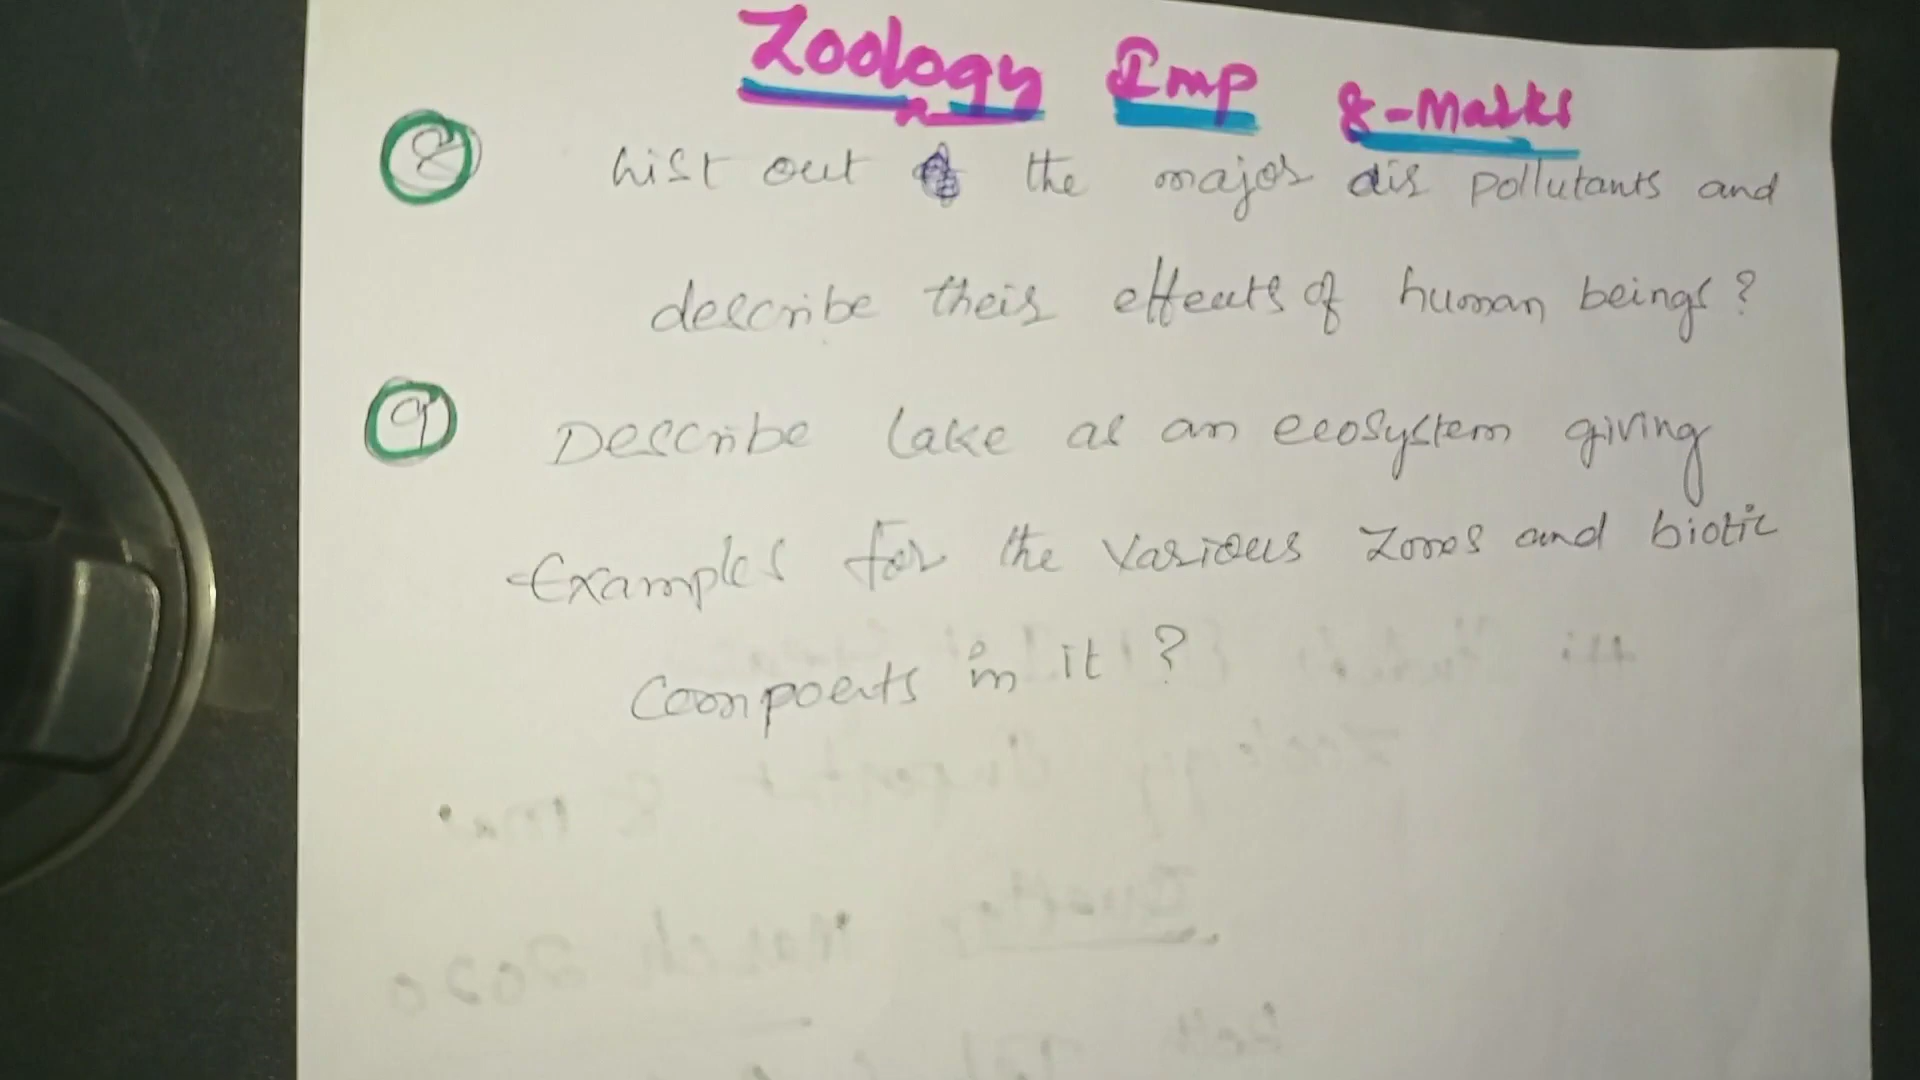 Zoology Imp 8-Marks
8 List out the major air pollutants and
describe their effects of human beings?
9 Describe lake as an ecosystem giving
Examples for the various zones and biotic
Compoents in it?